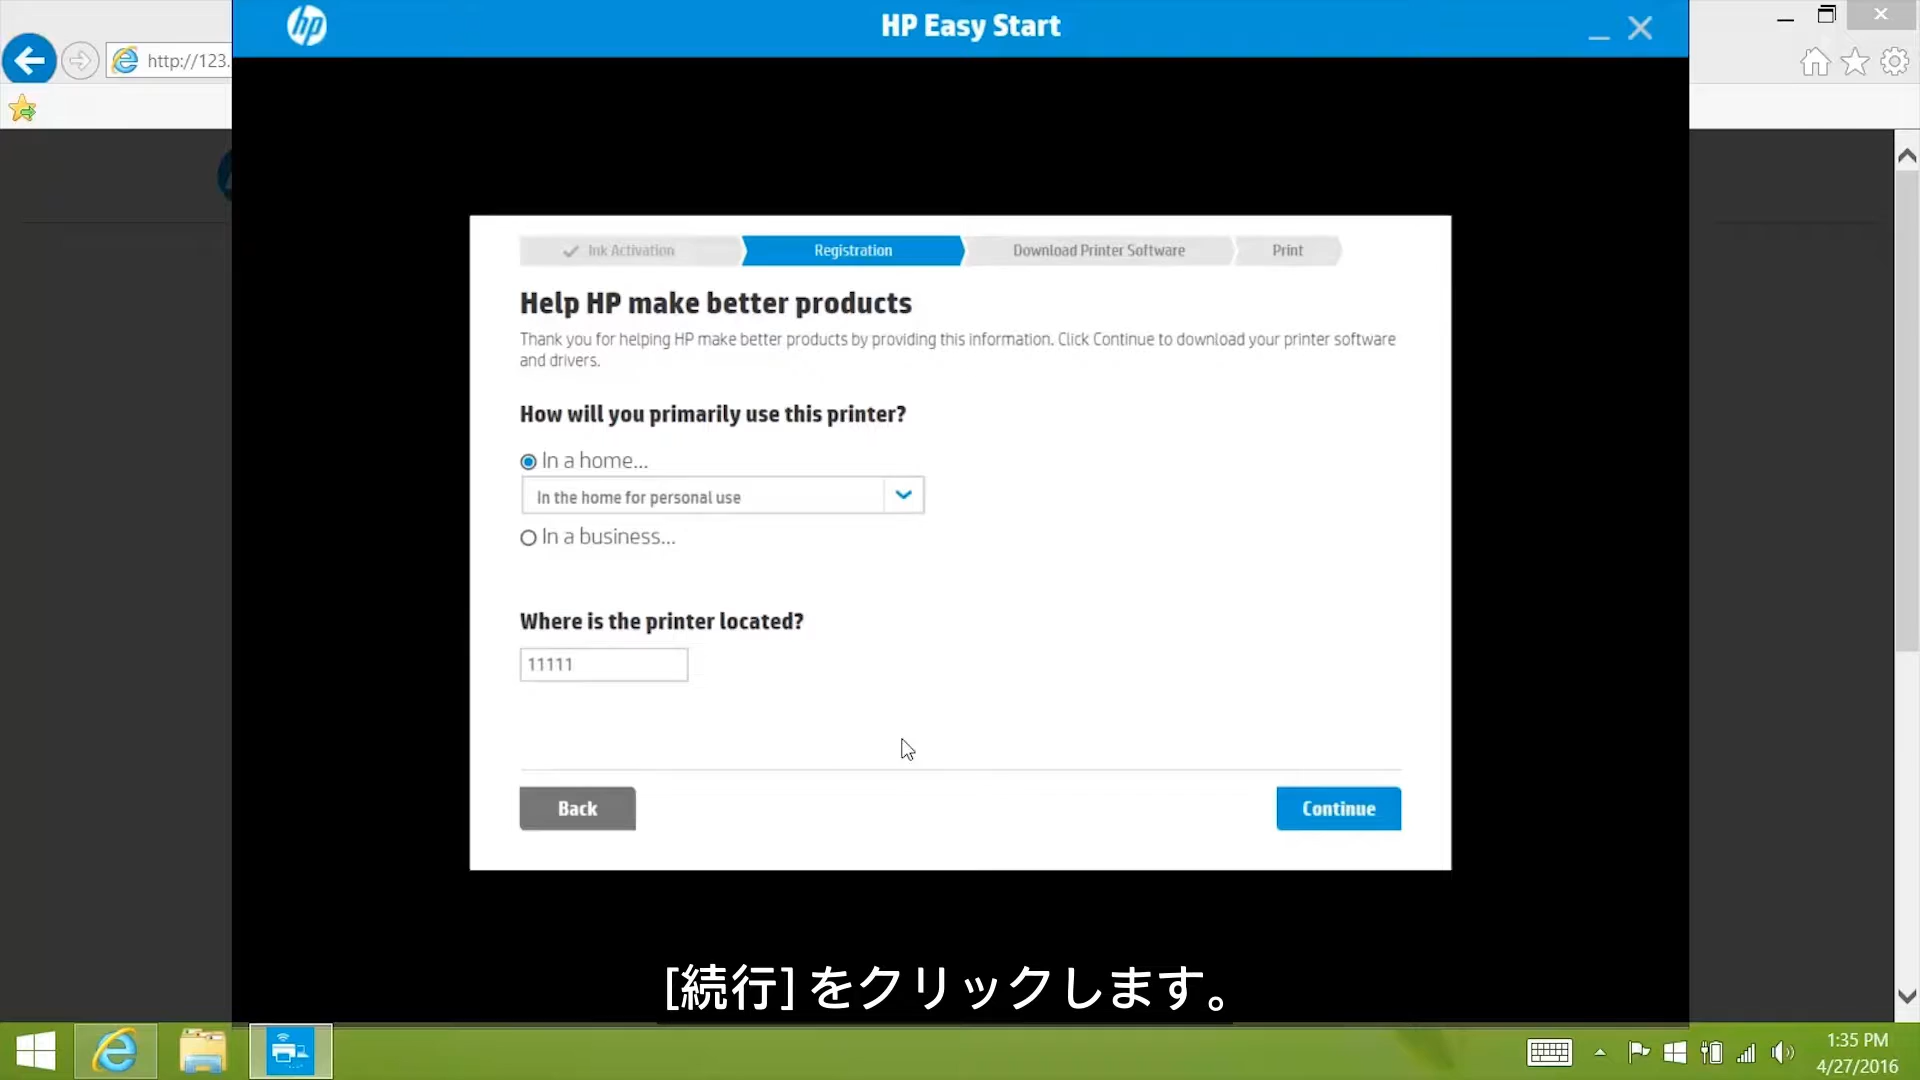 hp
HP Easy Start
http://123.
Ink Activation
Registration
Download Printer Software
Print
Help HP make better products
Thank you for helping HP make better products by providing this information. Click Continue to download your printer software
and drivers.
How will you primarily use this printer?
In a home...
In the home for personal use
In a business...
Where is the printer located?
11111
Back
Continue
[続行] をクリックします。
1:35 PM
4/27/2016